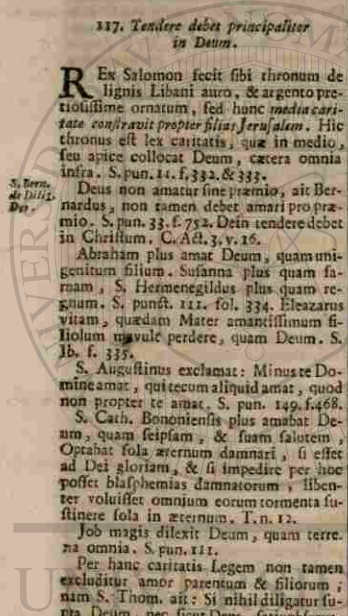 117. Tendere debet principaliter
in Deum.
REx Salomon fecit sibi thronum de
lignis Libani auro, & argento pre-
tiosissime ornatum, sed hunc media cari-
tate constravit propter filias Jerusalem. Hic
thronus est lex caritatis, quæ in medio,
seu apice collocat Deum, cætera omnia
infra. S. pun. 11. f. 332. & 333.
S. Bern.
de Dilig.
Deo.
Deus non amatur sine præmio, ait Ber-
nardus, non tamen debet amari pro præ-
mio. S. pun. 33. f. 752. Dein tendere debet
in Christum. C. Act. 3. v. 16.
Abraham plus amat Deum, quam uni-
genitum filium. Susanna plus quam fa-
mam, S. Hermenegildus plus quam re-
gnum. S. punct. 111. fol. 334. Eleazarus
vitam, quædam Mater amantissimum fi-
liolum mavult perdere, quam Deum. S.
Ib. f. 335.
S. Augustinus exclamat: Minus te Do-
mine amat, qui tecum aliquid amat, quod
non propter te amat. S. pun. 149. f. 468.
S. Cath. Bononiensis plus amabat De-
um, quam seipsam, & suam salutem,
Optabat sola æternum damnari, si esset
ad Dei gloriam, & si impedire per hoc
posset blasphemias damnatorum, liben-
ter voluisset omnium eorum tormenta su-
stinere sola in æternum. T. n. 12.
Job magis dilexit Deum, quam terre-
na omnia. S. pun. 111.
Per hanc caritatis Legem non tamen
excluditur amor parentum & filiorum;
nam S. Thom. ait: Si nihil diligatur su-
pra Deum, nec sicut Deus,